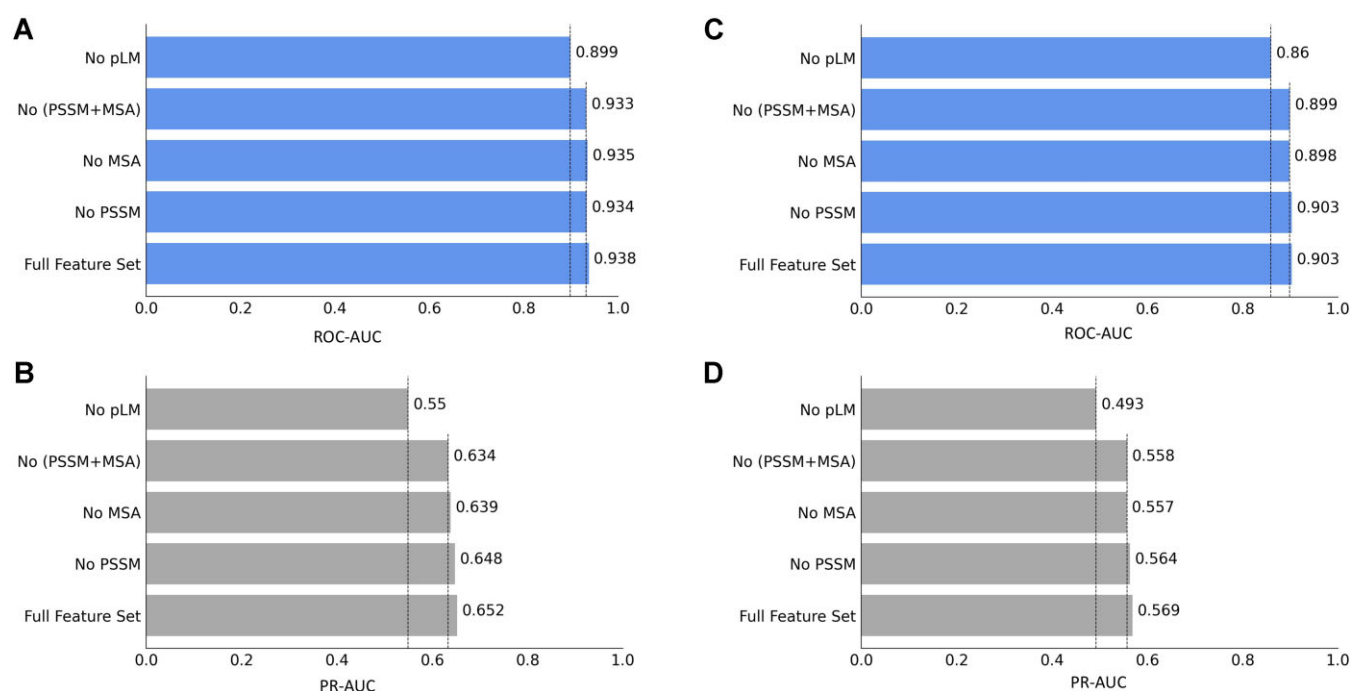 A
No pLM
0.899
No (PSSM+MSA)
0.933
No MSA
0.935
No PSSM
0.934
Full Feature Set
0.938
0.0 0.2 0.4 0.6 0.8 1.0
ROC-AUC
C
No pLM
0.86
No (PSSM+MSA)
0.899
No MSA
0.898
No PSSM
0.903
Full Feature Set
0.903
0.0 0.2 0.4 0.6 0.8 1.0
ROC-AUC
B
No pLM
0.55
No (PSSM+MSA)
0.634
No MSA
0.639
No PSSM
0.648
Full Feature Set
0.652
0.0 0.2 0.4 0.6 0.8 1.0
PR-AUC
D
No pLM
0.493
No (PSSM+MSA)
0.558
No MSA
0.557
No PSSM
0.564
Full Feature Set
0.569
0.0 0.2 0.4 0.6 0.8 1.0
PR-AUC